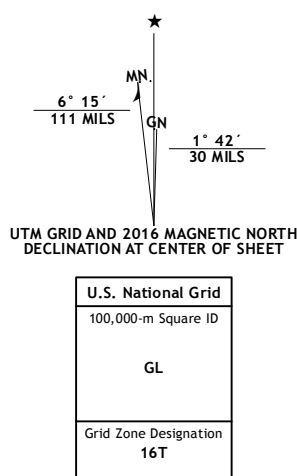 ★
MN.
6° 15´
111 MILS
GN
1° 42´
30 MILS
UTM GRID AND 2016 MAGNETIC NORTH
DECLINATION AT CENTER OF SHEET
U.S. National Grid
100,000-m Square ID
GL
Grid Zone Designation
16T